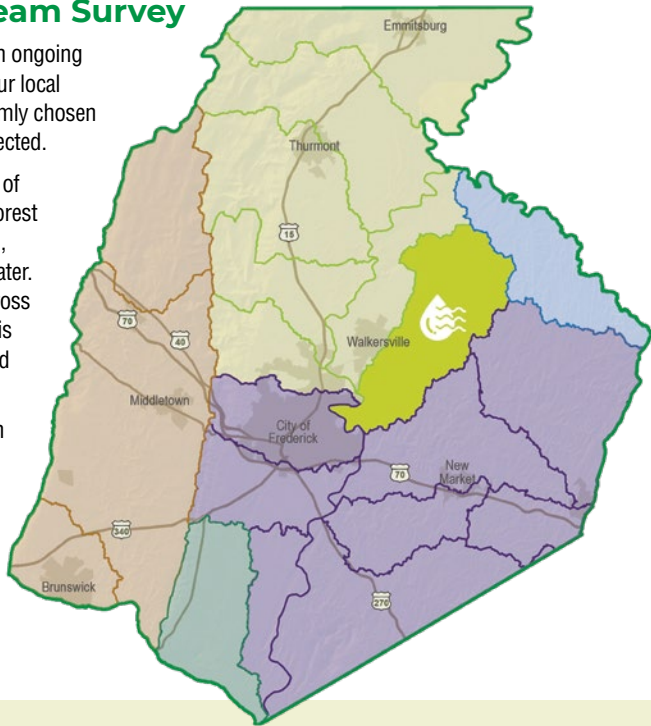 eam Survey
n ongoing
ur local
mly chosen
ected.
of
orest
,
ater.
oss
is
d
n
Emmitsburg
Thurmont
15
70
40
Walkersville
Middletown
City of
Frederick
70
New
Market
340
Brunswick
270